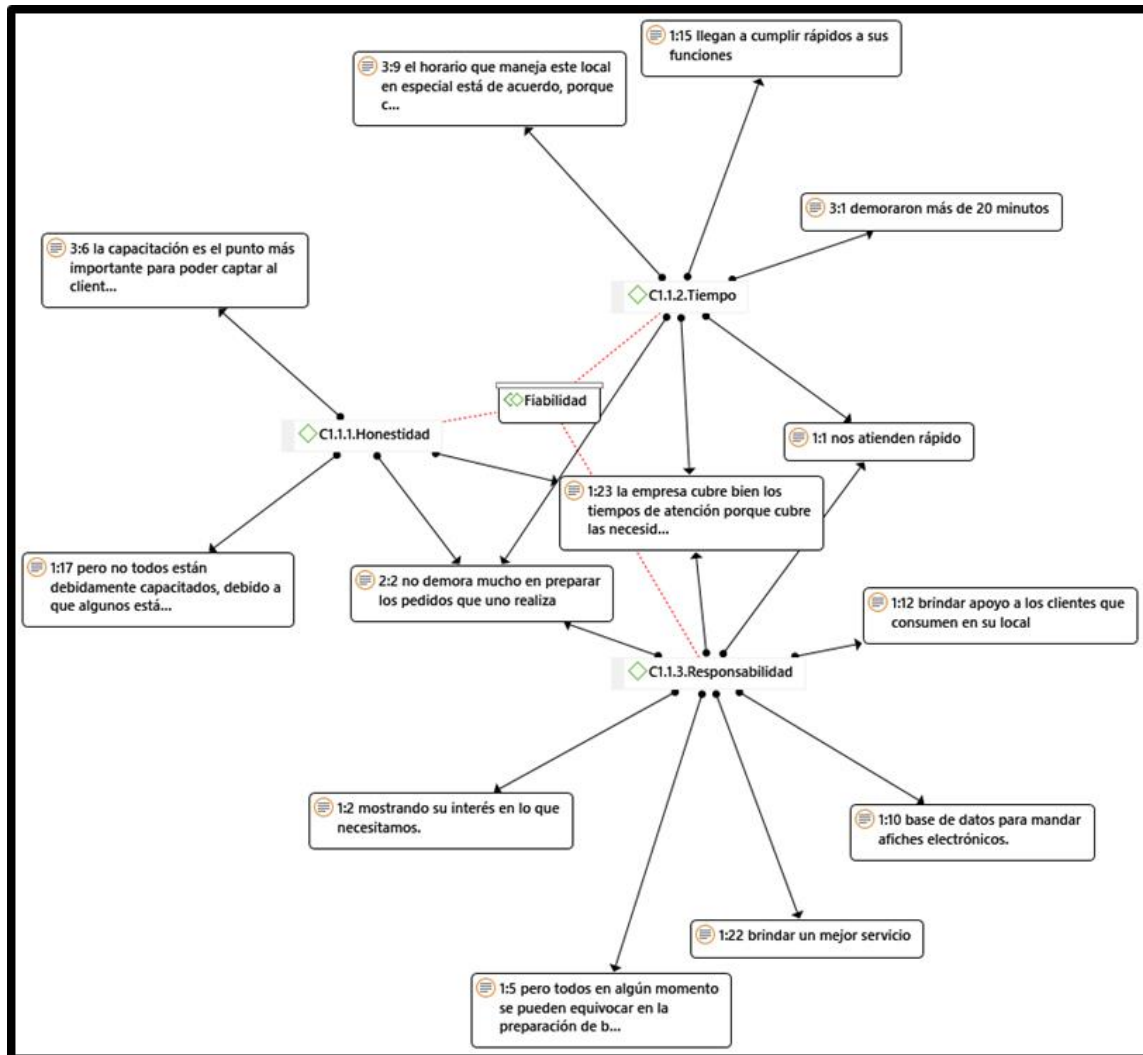 1:15 llegan a cumplir rápidos a sus
funciones
3:9 el horario que maneja este local
en especial está de acuerdo, porque
c...
3:1 demoraron más de 20 minutos
3:6 la capacitación es el punto más
importante para poder captar al
client...
C1.1.2.Tiempo
Fiabilidad
C1.1.1.Honestidad
1:1 nos atienden rápido
1:23 la empresa cubre bien los
tiempos de atención porque cubre
las necesid...
1:17 pero no todos están
debidamente capacitados, debido a
que algunos está...
2:2 no demora mucho en preparar
los pedidos que uno realiza
1:12 brindar apoyo a los clientes que
consumen en su local
C1.1.3.Responsabilidad
1:2 mostrando su interés en lo que
necesitamos.
1:10 base de datos para mandar
afiches electrónicos.
1:22 brindar un mejor servicio
1:5 pero todos en algún momento
se pueden equivocar en la
preparación de b...